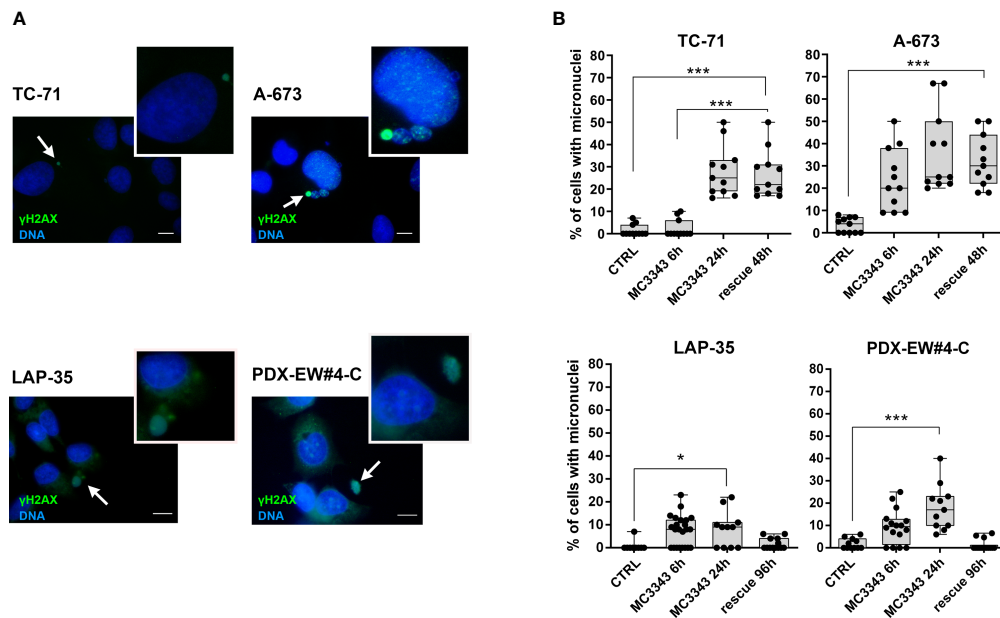 A
TC-71
γH2AX
DNA
A-673
γH2AX
DNA
LAP-35
γH2AX
DNA
PDX-EW#4-C
γH2AX
DNA
B
TC-71
% of cells with micronuclei
80
70
60
50
40
30
20
10
0
***
***
CTRL
MC3343 6h
MC3343 24h
rescue 48h
A-673
80
70
60
50
40
30
20
10
0
***
CTRL
MC3343 6h
MC3343 24h
rescue 48h
LAP-35
% of cells with micronuclei
80
70
60
50
40
30
20
10
0
*
CTRL
MC3343 6h
MC3343 24h
rescue 96h
PDX-EW#4-C
80
70
60
50
40
30
20
10
0
***
CTRL
MC3343 6h
MC3343 24h
rescue 96h